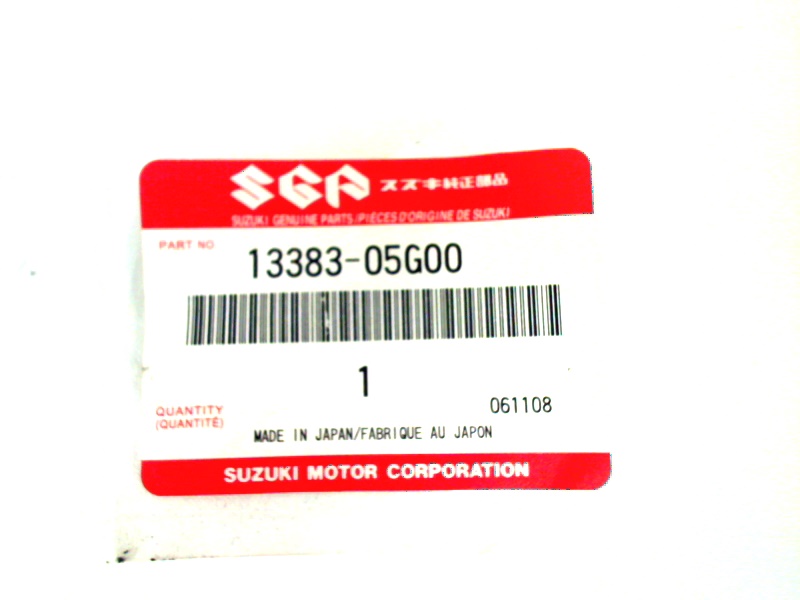 SGP スズキ純正部品
SUZUKI GENUINE PARTS/PIÈCES D'ORIGINE DE SUZUKI
PART NO
13383-05G00
1
QUANTITY
(QUANTITÉ)
061108
MADE IN JAPAN/FABRIQUE AU JAPON
SUZUKI MOTOR CORPORATION